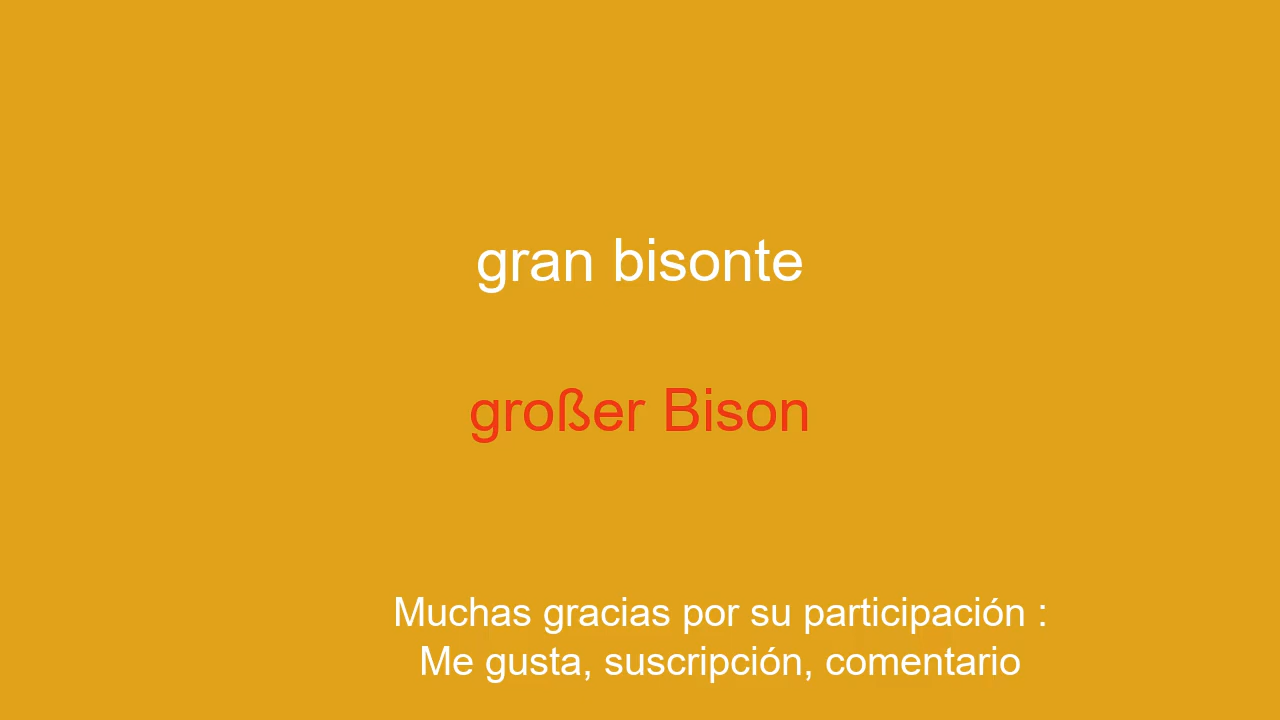 gran bisonte
großer Bison
Muchas gracias por su participación :
Me gusta, suscripción, comentario